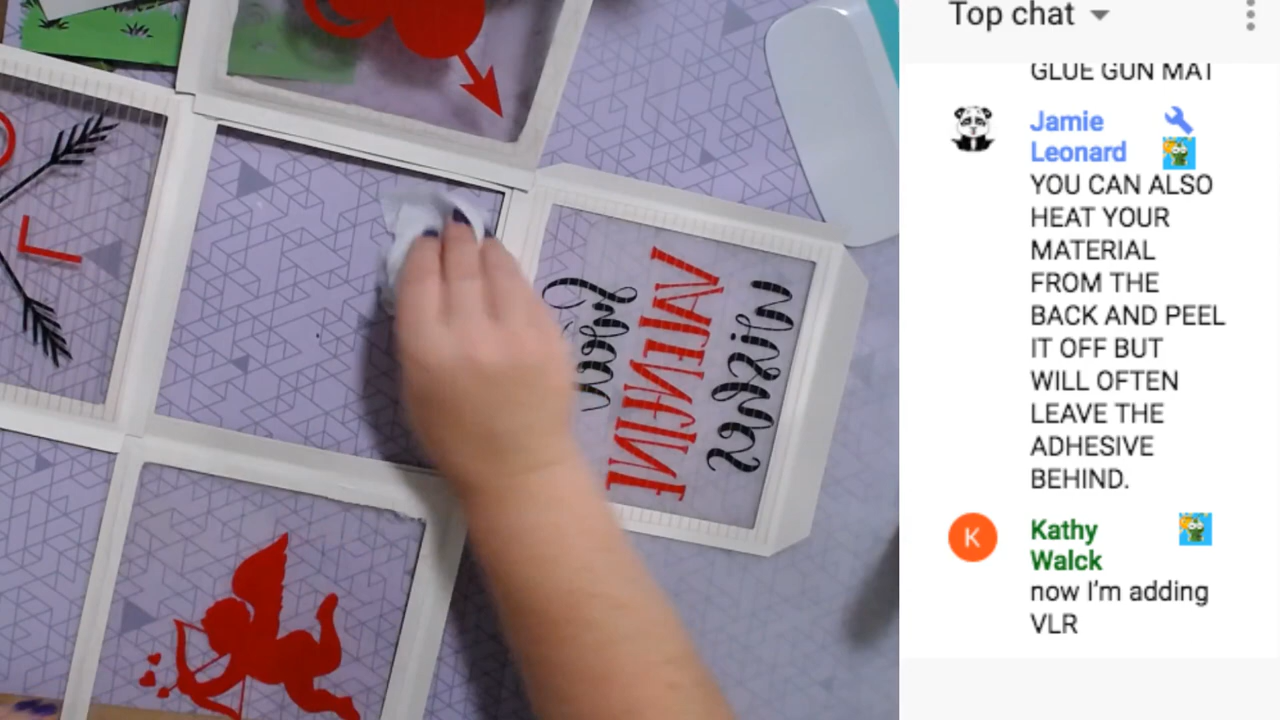 VALENTINE
L
Top chat
GLUE GUN MAT
Jamie
Leonard
YOU CAN ALSO
HEAT YOUR
MATERIAL
FROM THE
BACK AND PEEL
IT OFF BUT
WILL OFTEN
LEAVE THE
ADHESIVE
BEHIND.
K
Kathy
Walck
now I'm adding
VLR